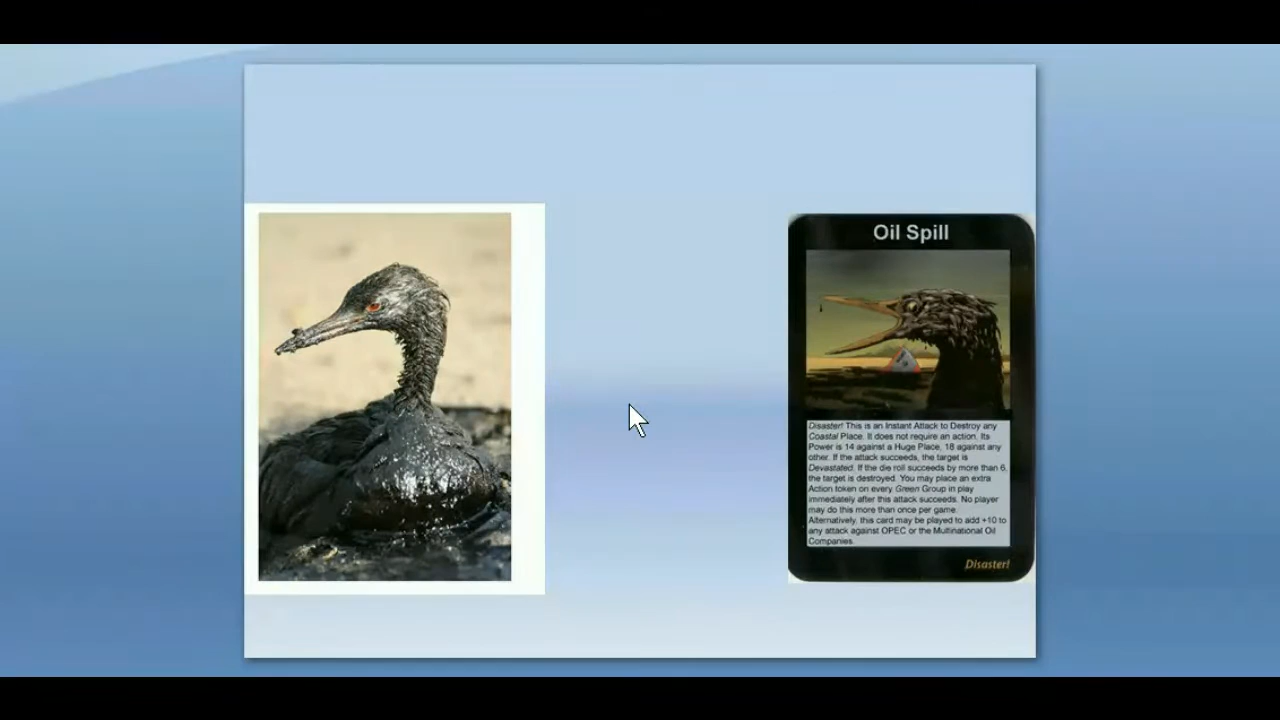 Oil Spill
Disaster! This is an Instant Attack to Destroy any
Coastal Place. It does not require an action. Its
Power is 14 against a Huge Place, 18 against any
other. If the attack succeeds, the target is
Devastated. If the die roll succeeds by more than 6,
the target is destroyed. You may place an extra
Action token on every Green Group in play
immediately after this attack succeeds. No player
may do this more than once per game.
Alternatively, this card may be played to add +10 to
any attack against OPEC or the Multinational Oil
Companies.
Disaster!